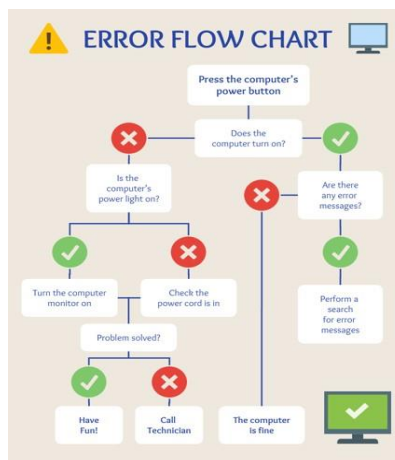 ERROR FLOW CHART
Press the computer's
power button
Does the
computer turn on?
Is the
computer's
power light on?
Are there
any error
messages?
Turn the computer
monitor on
Check the
power cord is in
Perform a
search
for error
messages
Problem solved?
Have
Fun!
Call
Technician
The computer
is fine